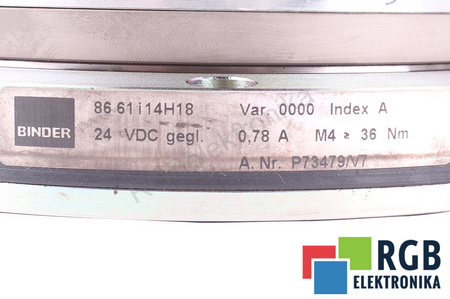 BINDER
86 61 i14H18 Var. 0000 Index A
24 VDC gegl. 0,78 A M4 ≥ 36 Nm
A. Nr. P73479/V7
RGB
ELEKTRONIKA